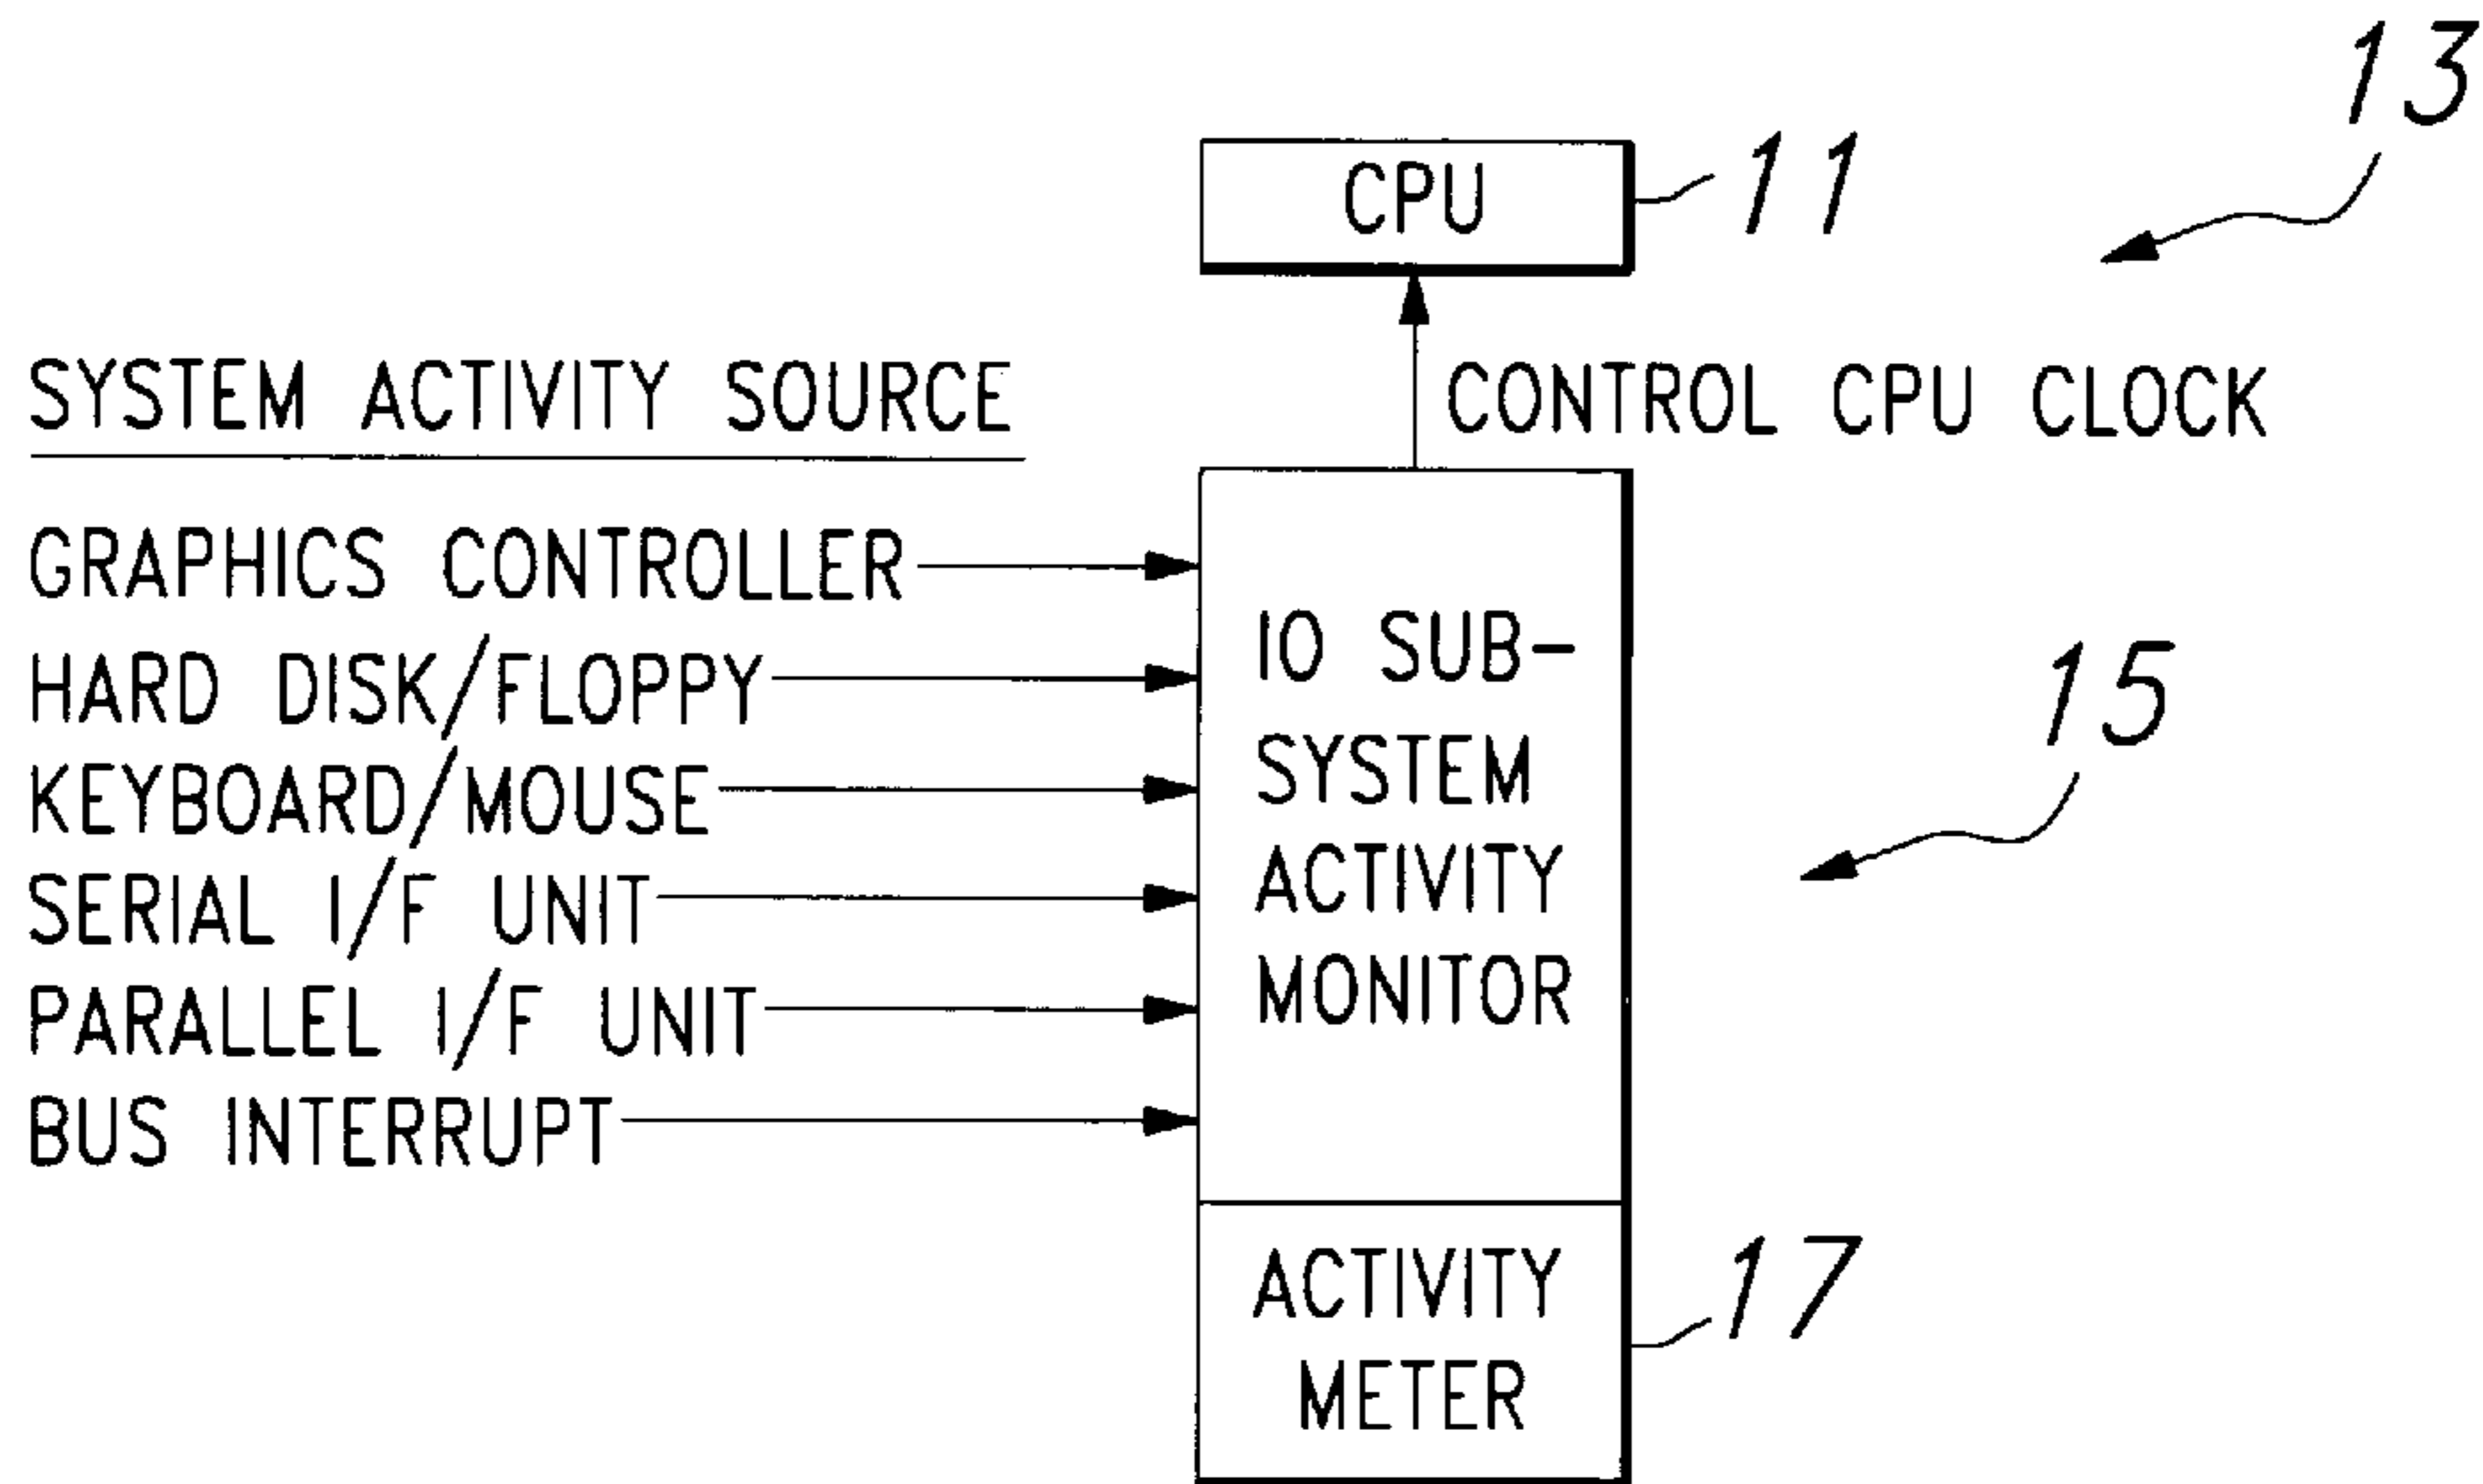 13
CPU
11
SYSTEM ACTIVITY SOURCE
CONTROL CPU CLOCK
GRAPHICS CONTROLLER
HARD DISK/FLOPPY
KEYBOARD/MOUSE
SERIAL I/F UNIT
PARALLEL I/F UNIT
BUS INTERRUPT
IO SUB-
SYSTEM
ACTIVITY
MONITOR
15
ACTIVITY
METER
17